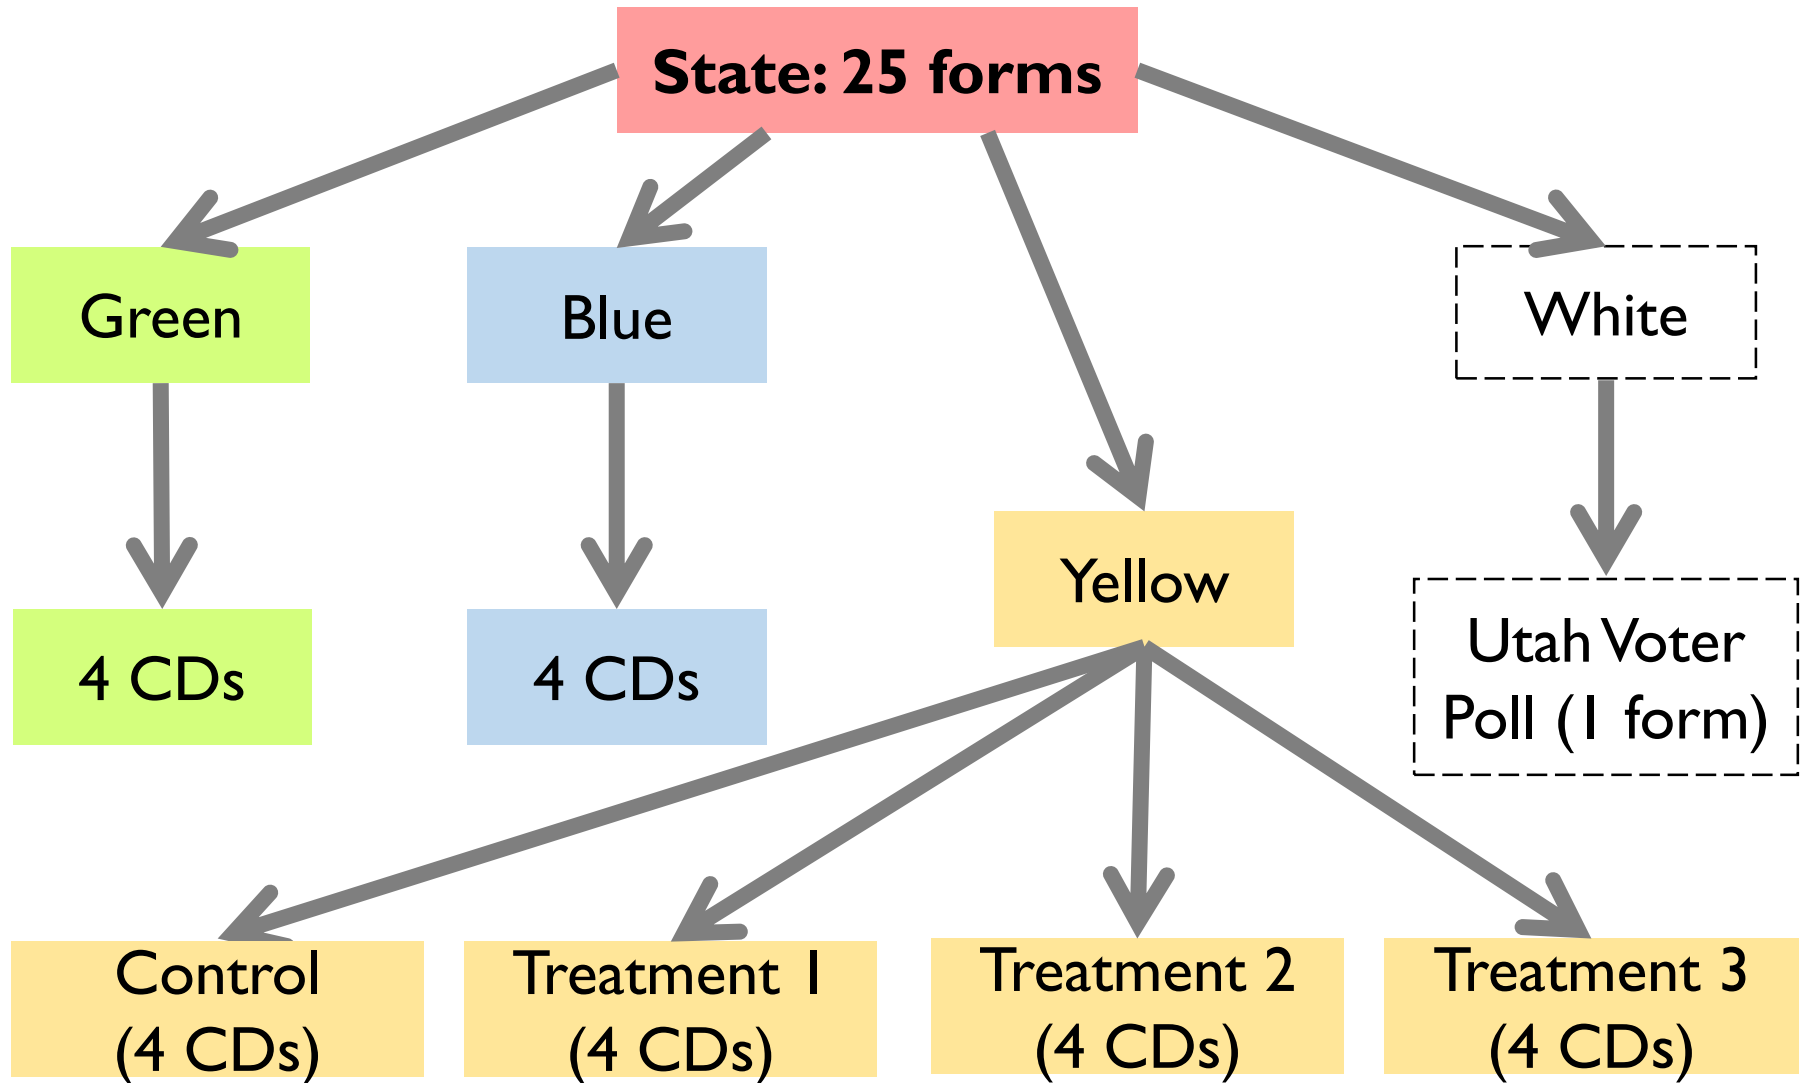 State: 25 forms
Green
Blue
White
Yellow
4 CDs
4 CDs
Utah Voter
Poll (1 form)
Control
(4 CDs)
Treatment 1
(4 CDs)
Treatment 2
(4 CDs)
Treatment 3
(4 CDs)